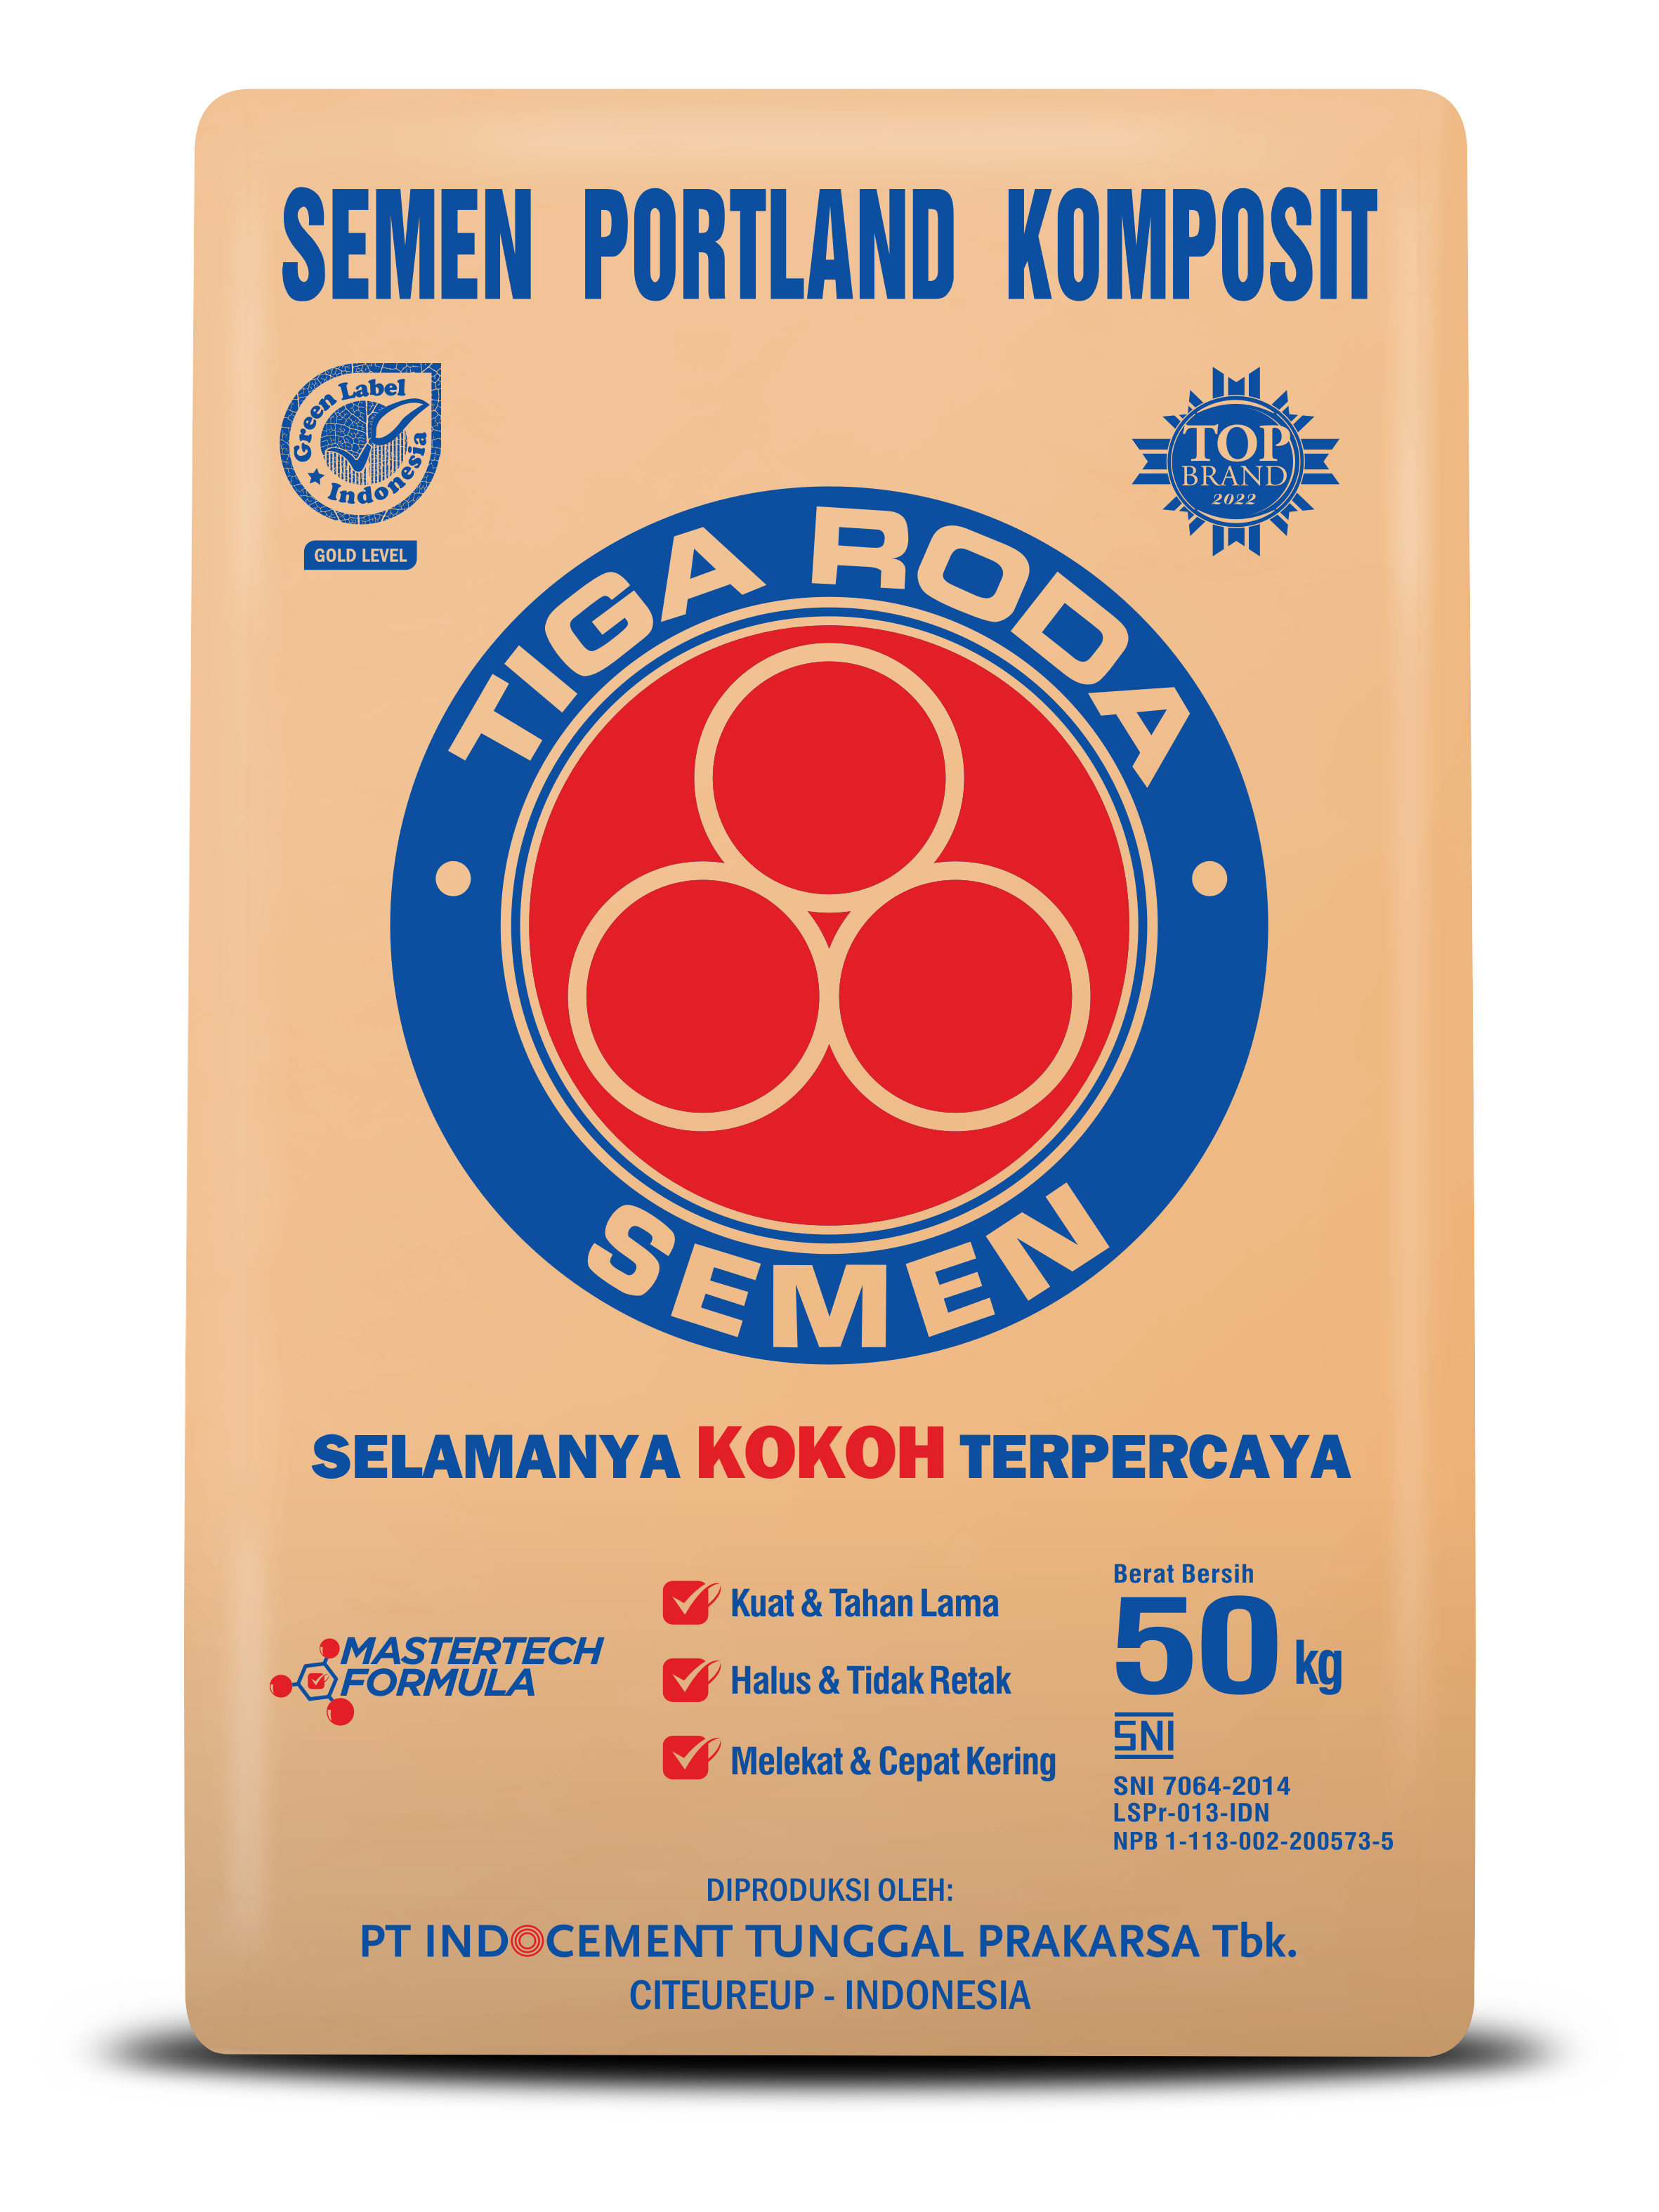 SEMEN PORTLAND KOMPOSIT
Green Label
Indonesia
GOLD LEVEL
TOP
BRAND
2022
TIGA RODA
SEMEN
SELAMANYA KOKOH TERPERCAYA
MASTERTECH
FORMULA
Kuat & Tahan Lama
Halus & Tidak Retak
Melekat & Cepat Kering
Berat Bersih
50 kg
SNI
SNI 7064-2014
LSPr-013-IDN
NPB 1-113-002-200573-5
DIPRODUKSI OLEH:
PT INDOCEMENT TUNGGAL PRAKARSA Tbk.
CITEUREUP - INDONESIA